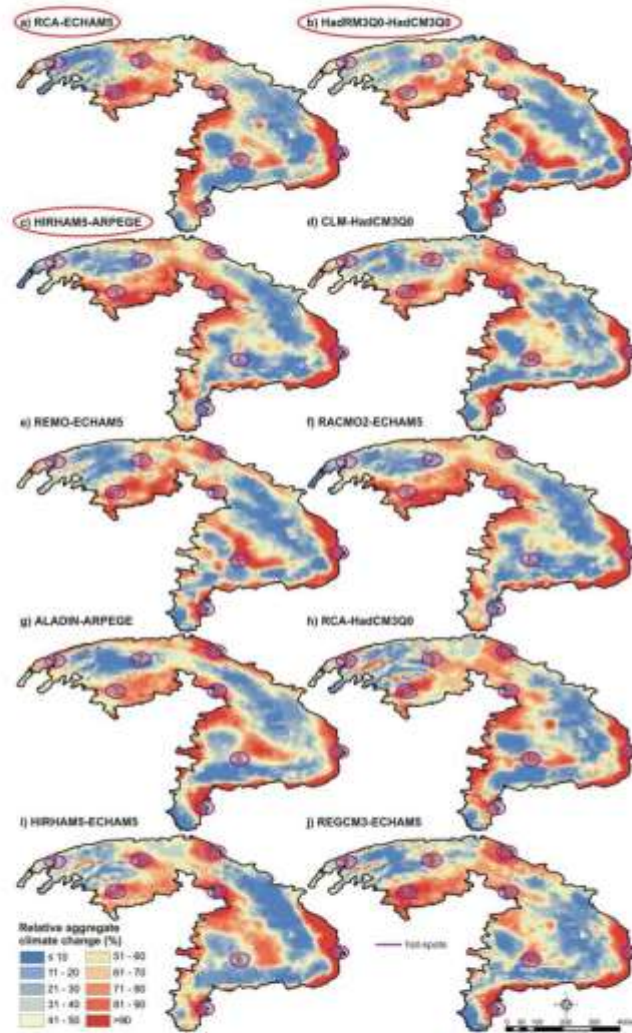 a) RCA-ECHAM5
b) HadRM3Q0-HadCM3Q0
c) HIRHAM5-ARPEGE
d) CLM-HadCM3Q0
e) REMO-ECHAM5
f) RACMO2-ECHAM5
g) ALADIN-ARPEGE
h) RCA-HadCM3Q0
i) HIRHAM5-ECHAM5
j) REGCM3-ECHAM5
Relative aggregate
climate change (%)
≤ 10
11 - 20
21 - 30
31 - 40
41 - 50
51 - 60
61 - 70
71 - 80
81 - 90
>90
hot-spots